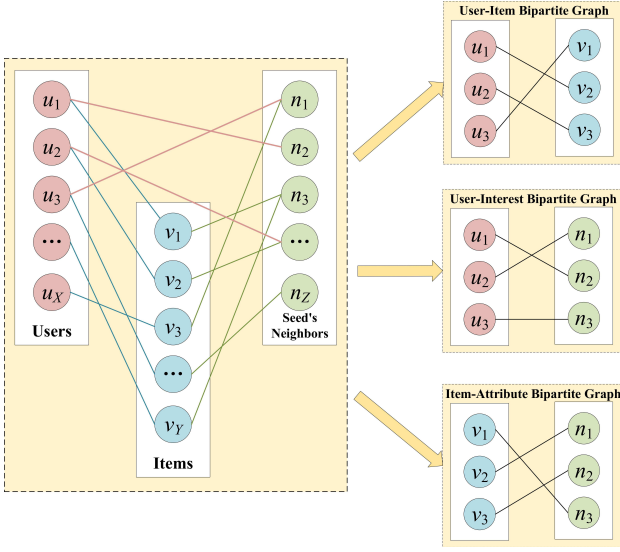 u1
u2
u3
...
uX
Users
v1
v2
v3
...
vY
Items
n1
n2
n3
...
nZ
Seed's
Neighbors
User-Item Bipartite Graph
u1
u2
u3
v1
v2
v3
User-Interest Bipartite Graph
u1
u2
u3
n1
n2
n3
Item-Attribute Bipartite Graph
v1
v2
v3
n1
n2
n3